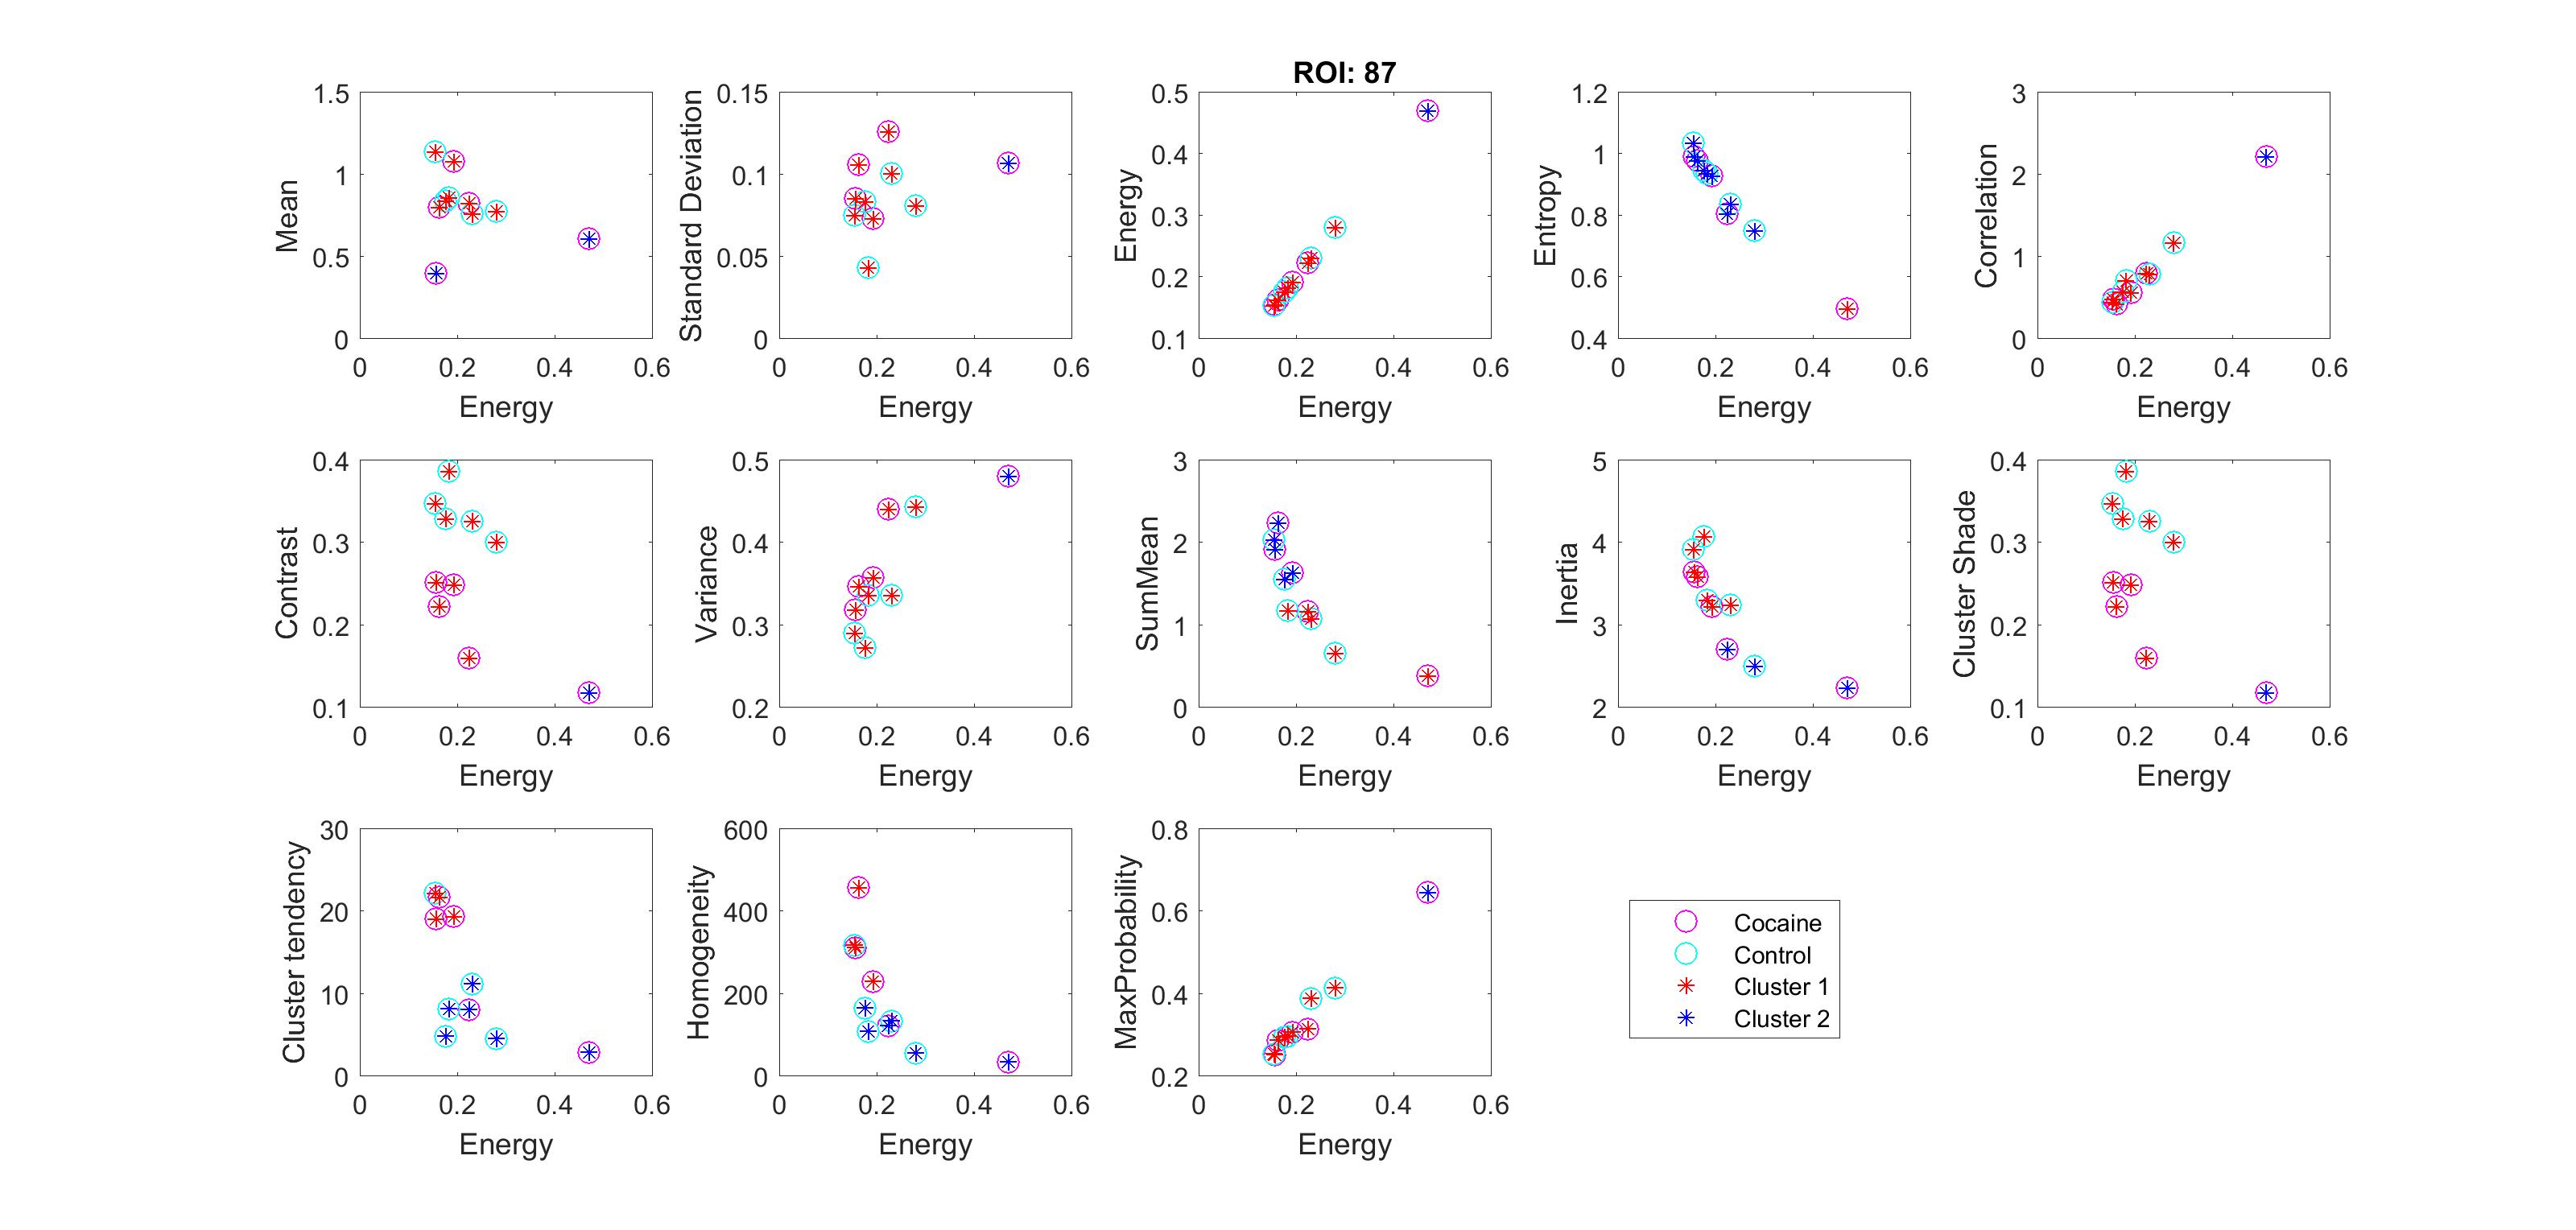 ROI: 87
1.5
1
0.5
0
Mean
0 0.2 0.4 0.6
Energy
0.15
0.1
0.05
0
Standard Deviation
0 0.2 0.4 0.6
Energy
0.5
0.4
0.3
0.2
0.1
Energy
0 0.2 0.4 0.6
Energy
1.2
1
0.8
0.6
0.4
Entropy
0 0.2 0.4 0.6
Energy
3
2
1
0
Correlation
0 0.2 0.4 0.6
Energy
0.4
0.3
0.2
0.1
Contrast
0 0.2 0.4 0.6
Energy
0.5
0.4
0.3
0.2
Variance
0 0.2 0.4 0.6
Energy
3
2
1
0
SumMean
0 0.2 0.4 0.6
Energy
5
4
3
2
Inertia
0 0.2 0.4 0.6
Energy
0.4
0.3
0.2
0.1
Cluster Shade
0 0.2 0.4 0.6
Energy
30
20
10
0
Cluster tendency
0 0.2 0.4 0.6
Energy
600
400
200
0
Homogeneity
0 0.2 0.4 0.6
Energy
0.8
0.6
0.4
0.2
MaxProbability
0 0.2 0.4 0.6
Energy
Cocaine
Control
Cluster 1
Cluster 2